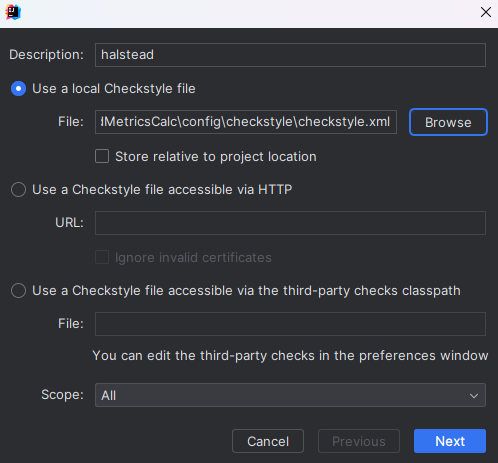 Description: halstead
Use a local Checkstyle file
File: MetricsCalc\config\checkstyle\checkstyle.xml Browse
Store relative to project location
Use a Checkstyle file accessible via HTTP
URL:
Ignore invalid certificates
Use a Checkstyle file accessible via the third-party checks classpath
File:
You can edit the third-party checks in the preferences window
Scope: All
Cancel Previous Next